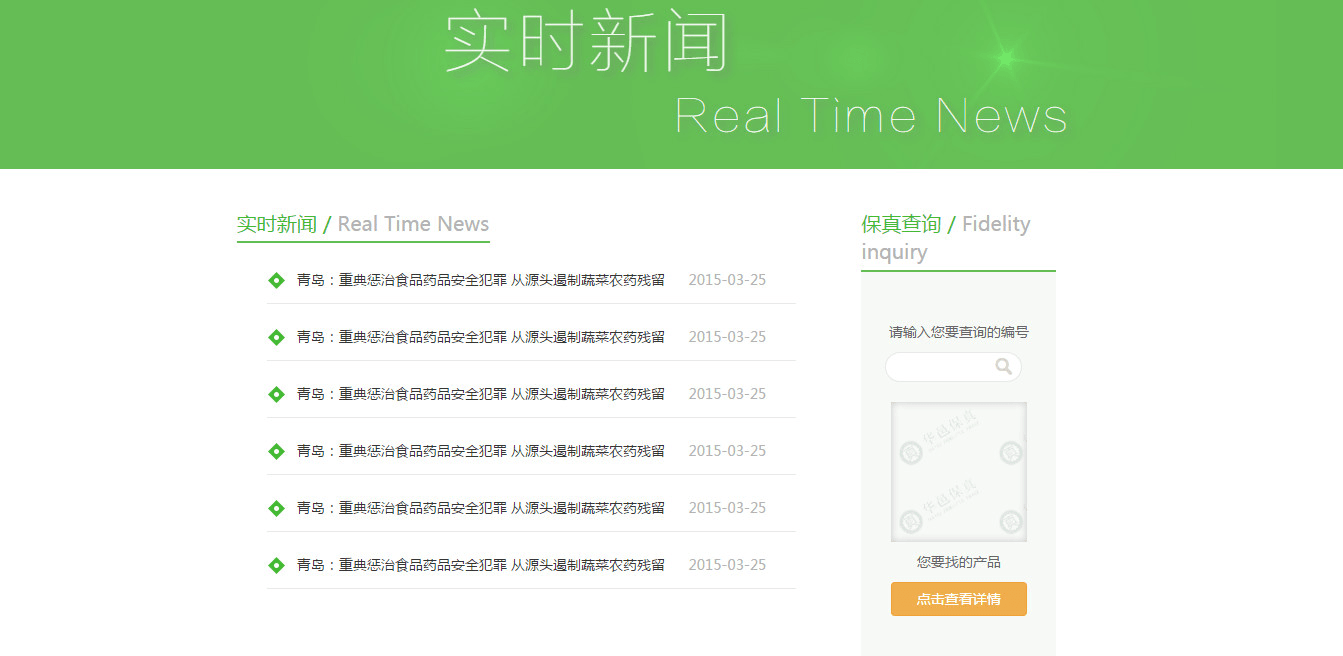 实时新闻
Real Time News
实时新闻 / Real Time News
青岛：重典惩治食品药品安全犯罪 从源头遏制蔬菜农药残留 2015-03-25
青岛：重典惩治食品药品安全犯罪 从源头遏制蔬菜农药残留 2015-03-25
青岛：重典惩治食品药品安全犯罪 从源头遏制蔬菜农药残留 2015-03-25
青岛：重典惩治食品药品安全犯罪 从源头遏制蔬菜农药残留 2015-03-25
青岛：重典惩治食品药品安全犯罪 从源头遏制蔬菜农药残留 2015-03-25
青岛：重典惩治食品药品安全犯罪 从源头遏制蔬菜农药残留 2015-03-25
保真查询 / Fidelity
inquiry
请输入您要查询的编号
华邑保真
华邑保真
您要找的产品
点击查看详情